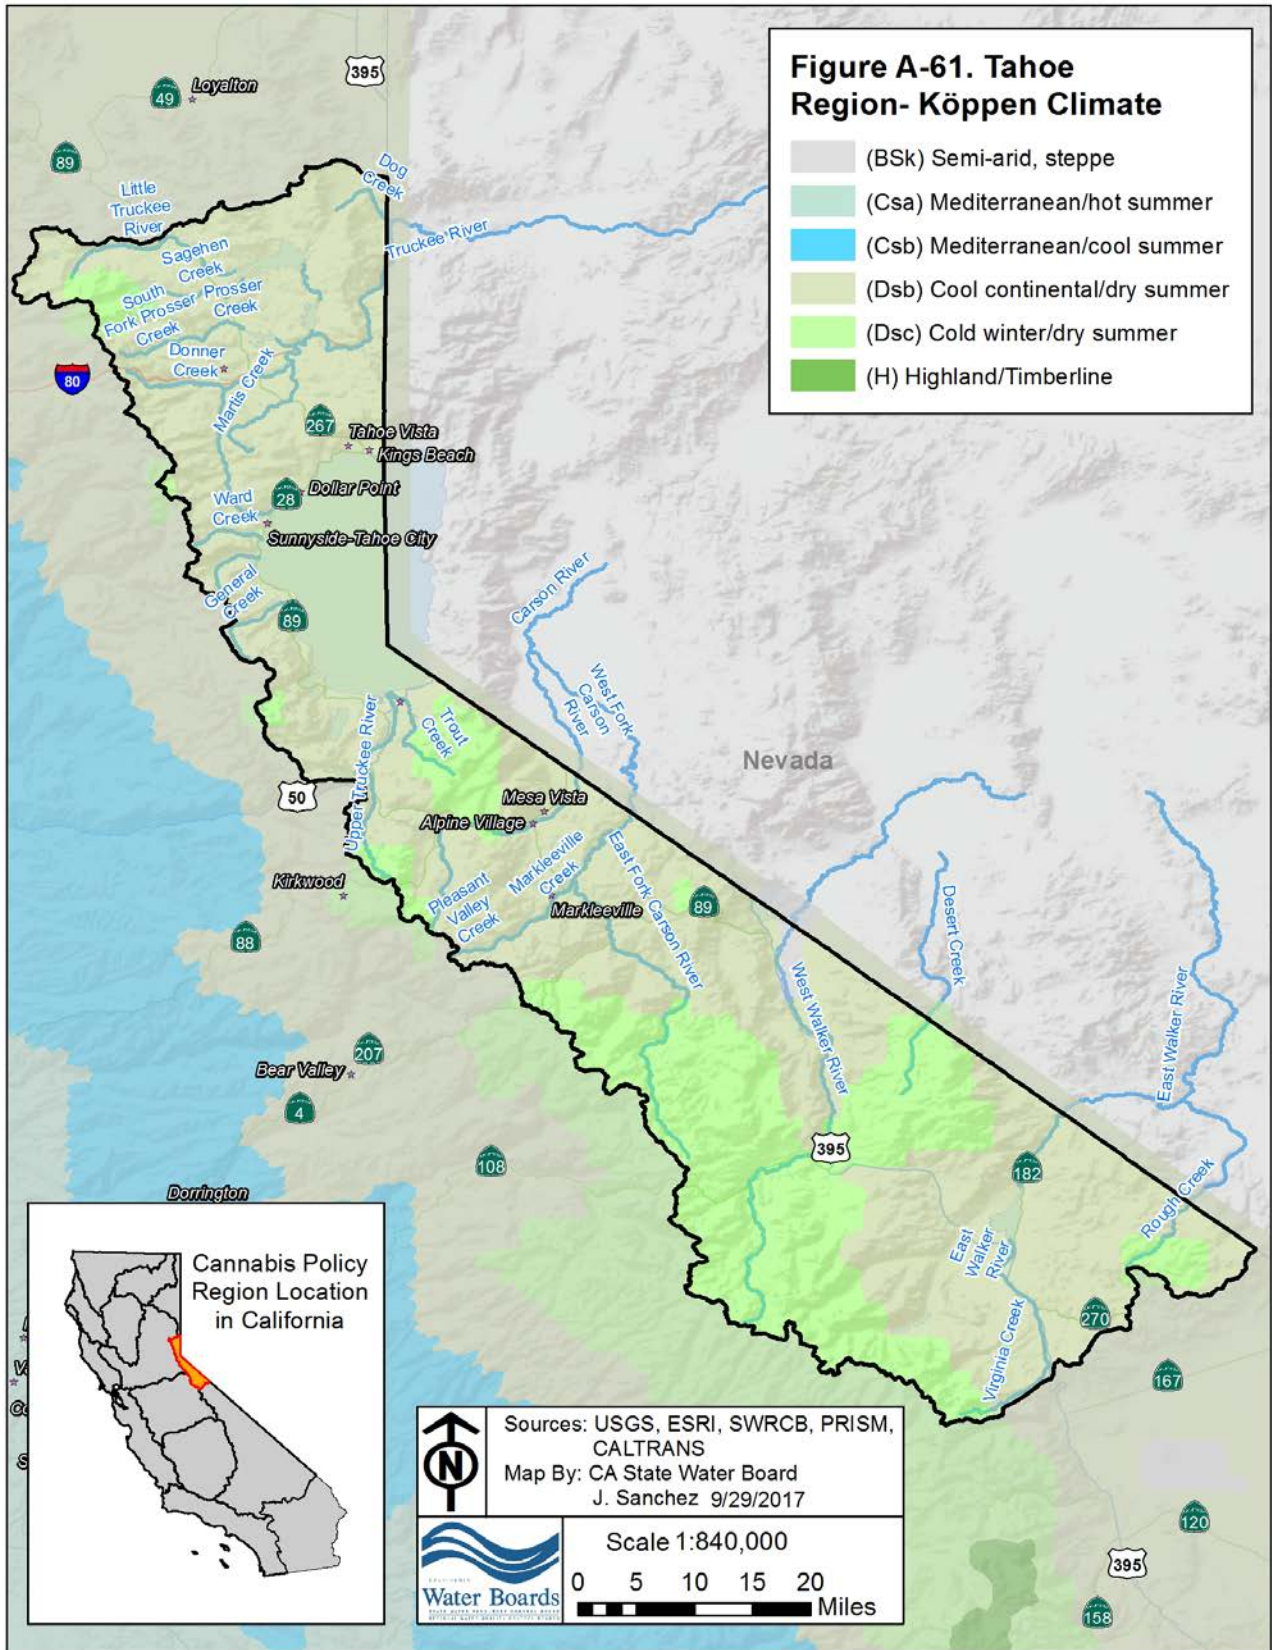 Figure A-61. Tahoe
Region- Köppen Climate
(BSk) Semi-arid, steppe
(Csa) Mediterranean/hot summer
(Csb) Mediterranean/cool summer
(Dsb) Cool continental/dry summer
(Dsc) Cold winter/dry summer
(H) Highland/Timberline
395
49
Loyalton
89
Dog
Creek
Little
Truckee
River
Truckee River
Sagehen
Creek
South
Fork Prosser
Creek
Prosser
Creek
Donner
Creek
80
Martis Creek
267
Tahoe Vista
Kings Beach
28
Dollar Point
Ward
Creek
Sunnyside-Tahoe City
General
Creek
89
Carson River
West Fork
Carson
River
Upper Truckee River
Trout
Creek
Nevada
50
Mesa Vista
Alpine Village
Markleeville
Creek
East Fork Carson River
Kirkwood
Pleasant
Valley
Creek
Markleeville
89
88
Desert Creek
West Walker River
East Walker River
207
Bear Valley
4
395
108
182
Dorrington
Rough Creek
East
Walker
River
270
Virginia Creek
167
120
395
158
Cannabis Policy
Region Location
in California
N
Sources: USGS, ESRI, SWRCB, PRISM,
CALTRANS
Map By: CA State Water Board
J. Sanchez 9/29/2017
Water Boards
Scale 1:840,000
0 5 10 15 20
Miles